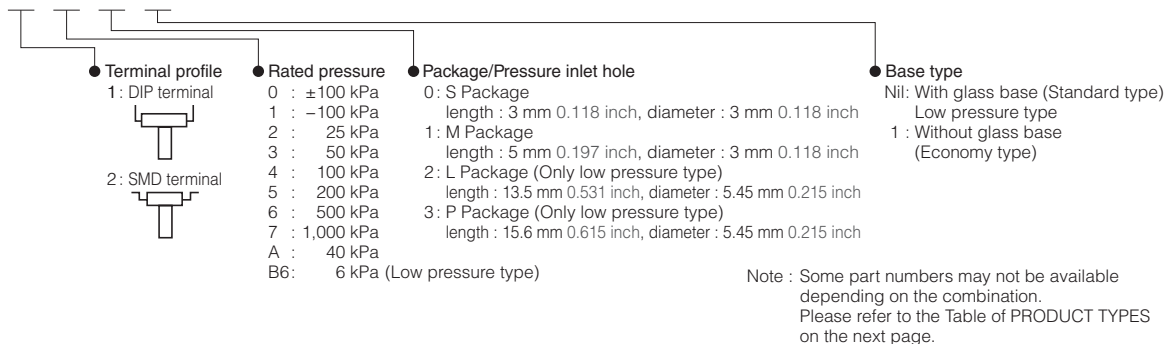 ● Terminal profile
1 : DIP terminal
2 : SMD terminal
● Rated pressure
0 : ±100 kPa
1 : −100 kPa
2 : 25 kPa
3 : 50 kPa
4 : 100 kPa
5 : 200 kPa
6 : 500 kPa
7 : 1,000 kPa
A : 40 kPa
B6: 6 kPa (Low pressure type)
● Package/Pressure inlet hole
0: S Package
length : 3 mm 0.118 inch, diameter : 3 mm 0.118 inch
1: M Package
length : 5 mm 0.197 inch, diameter : 3 mm 0.118 inch
2: L Package (Only low pressure type)
length : 13.5 mm 0.531 inch, diameter : 5.45 mm 0.215 inch
3: P Package (Only low pressure type)
length : 15.6 mm 0.615 inch, diameter : 5.45 mm 0.215 inch
● Base type
Nil: With glass base (Standard type)
Low pressure type
1 : Without glass base
(Economy type)
Note : Some part numbers may not be available
depending on the combination.
Please refer to the Table of PRODUCT TYPES
on the next page.